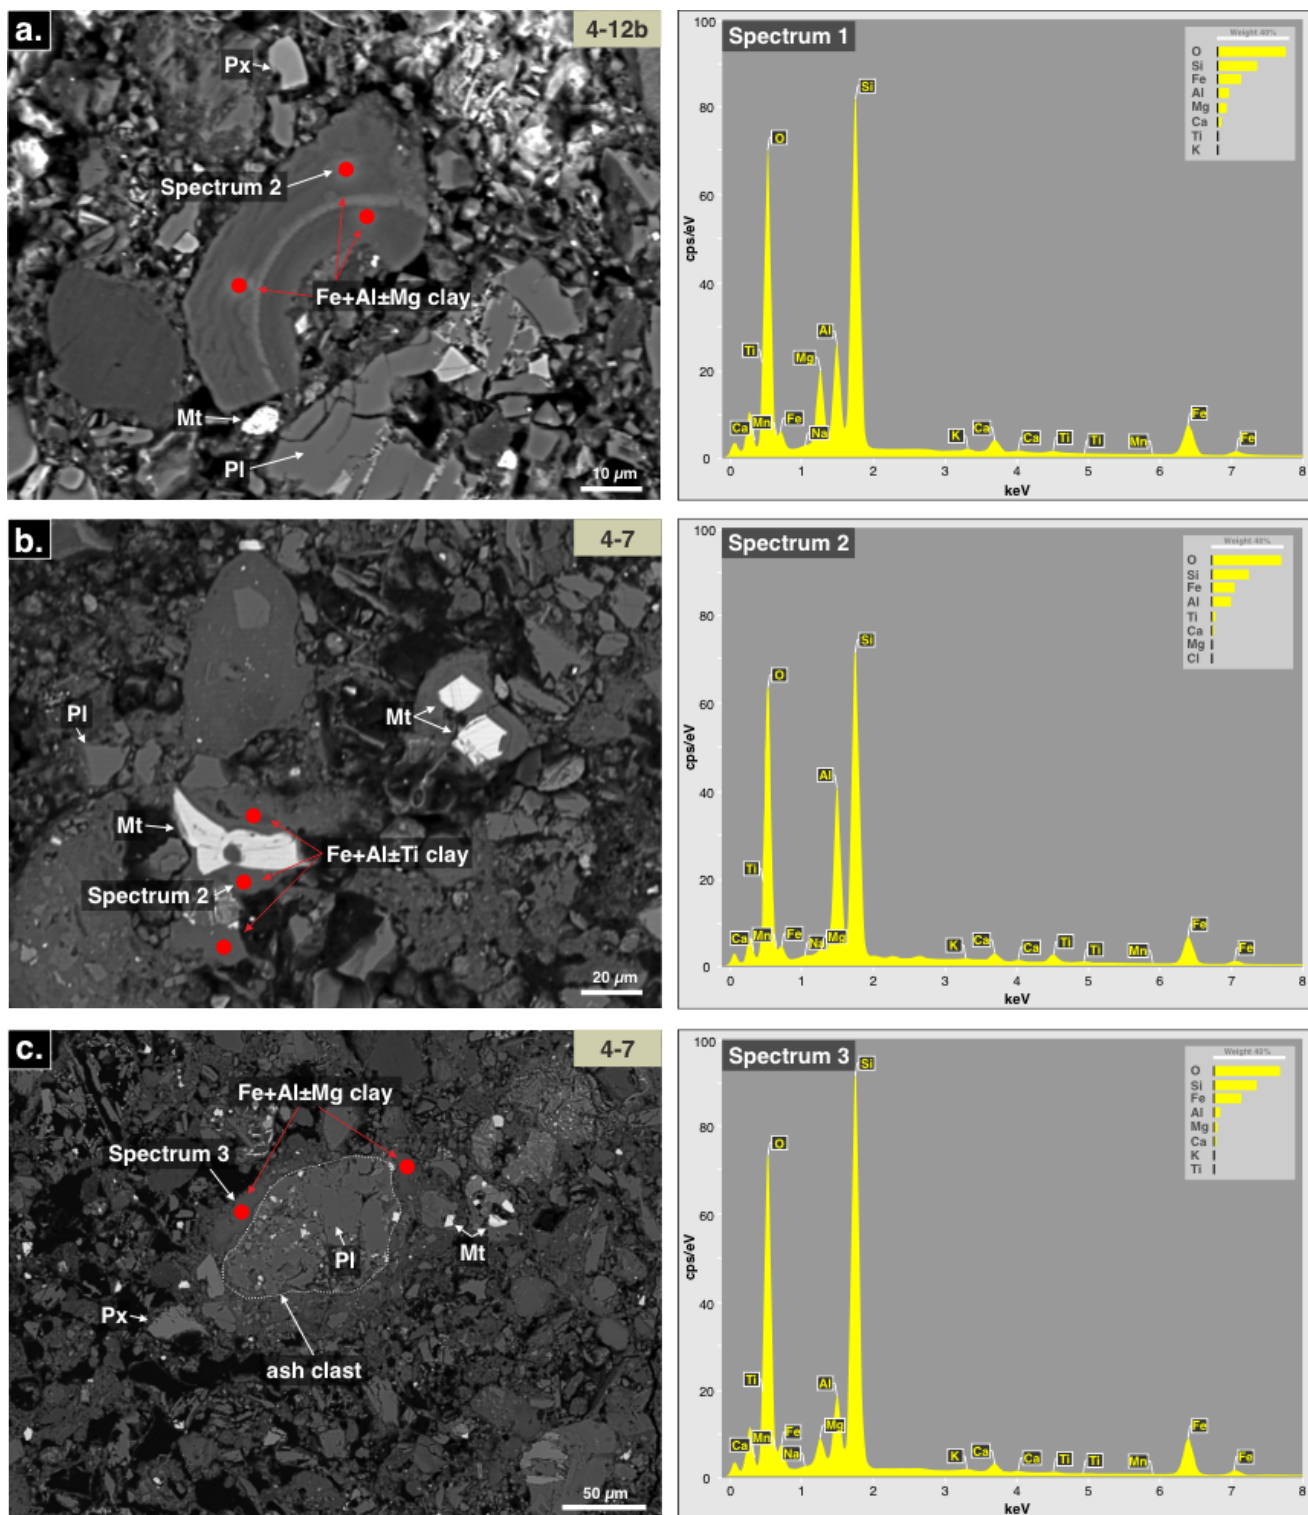 a.
4-12b
Px
Spectrum 2
Fe+Al±Mg clay
Mt
Pl
10 µm
Spectrum 1
Weight 40%
O
Si
Fe
Al
Mg
Ca
Ti
K
100
80
60
40
20
0
cps/eV
Si
O
Al
Mg
Ti
Ca
Mn
Fe
Na
K
Ca
Ca
Ti
Ti
Mn
Fe
Fe
0 1 2 3 4 5 6 7 8
keV
b.
4-7
Pl
Mt
Mt
Fe+Al±Ti clay
Spectrum 2
20 µm
Spectrum 2
Weight 40%
O
Si
Fe
Al
Ti
Ca
Mg
Cl
100
80
60
40
20
0
cps/eV
Si
O
Al
Ti
Ca
Mn
Fe
Na
Mg
K
Ca
Ca
Ti
Ti
Mn
Fe
Fe
0 1 2 3 4 5 6 7 8
keV
c.
4-7
Fe+Al±Mg clay
Spectrum 3
Pl
Mt
Px
ash clast
50 µm
Spectrum 3
Weight 40%
O
Si
Fe
Al
Mg
Ca
K
Ti
100
80
60
40
20
0
cps/eV
Si
O
Ti
Al
Ca
Mn
Fe
Na
Mg
K
Ca
Ca
Ti
Ti
Mn
Fe
Fe
0 1 2 3 4 5 6 7 8
keV